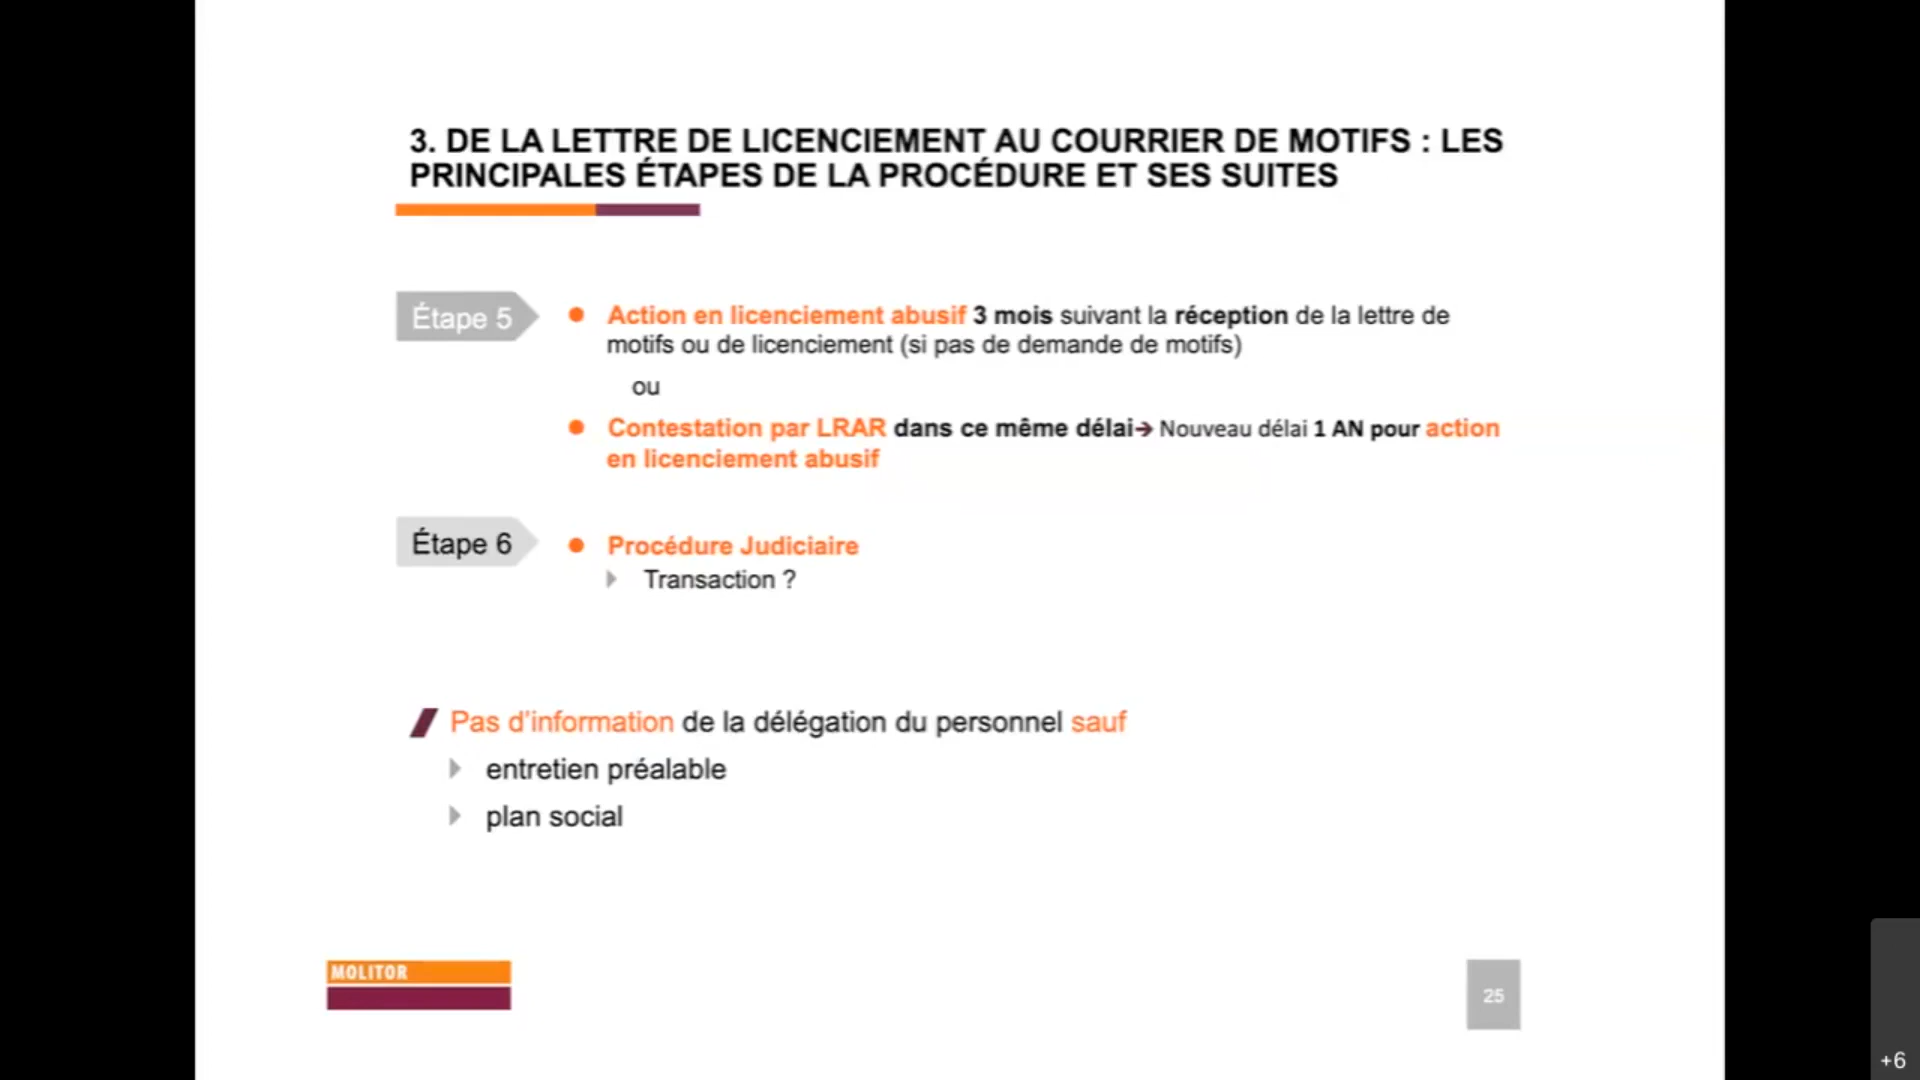 3. DE LA LETTRE DE LICENCIEMENT AU COURRIER DE MOTIFS : LES
PRINCIPALES ÉTAPES DE LA PROCÉDURE ET SES SUITES
Étape 5
Action en licenciement abusif 3 mois suivant la réception de la lettre de
motifs ou de licenciement (si pas de demande de motifs)
ou
Contestation par LRAR dans ce même délai→ Nouveau délai 1 AN pour action
en licenciement abusif
Étape 6
Procédure Judiciaire
Transaction ?
Pas d'information de la délégation du personnel sauf
entretien préalable
plan social
MOLITOR
25
+6